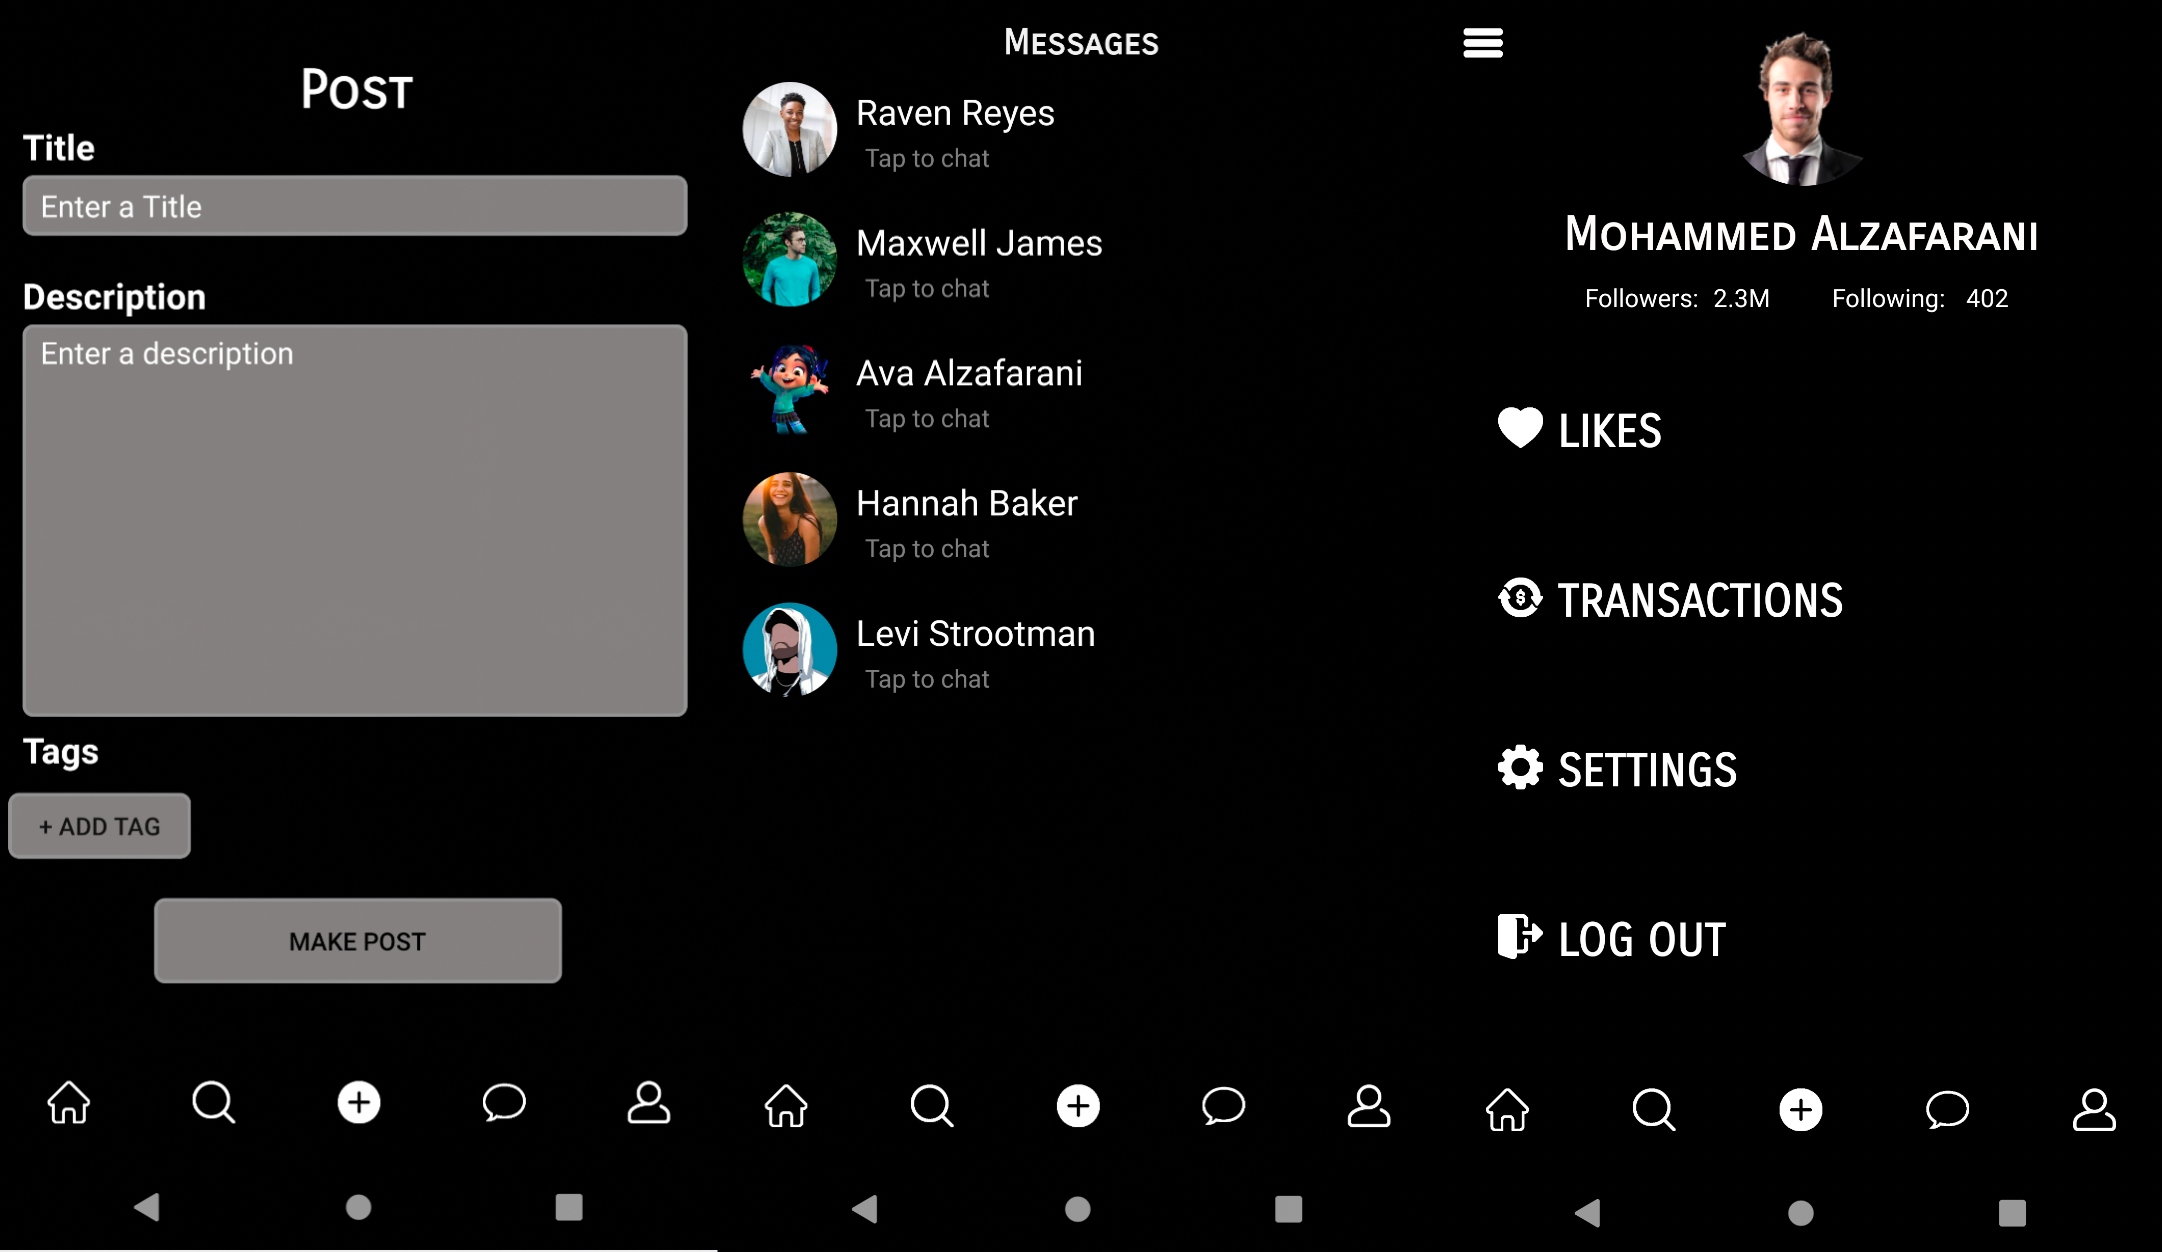 Post
Title
Enter a Title
Description
Enter a description
Tags
+ ADD TAG
MAKE POST
Messages
Raven Reyes
Tap to chat
Maxwell James
Tap to chat
Ava Alzafarani
Tap to chat
Hannah Baker
Tap to chat
Levi Strootman
Tap to chat
Mohammed Alzafarani
Followers: 2.3M Following: 402
LIKES
TRANSACTIONS
SETTINGS
LOG OUT